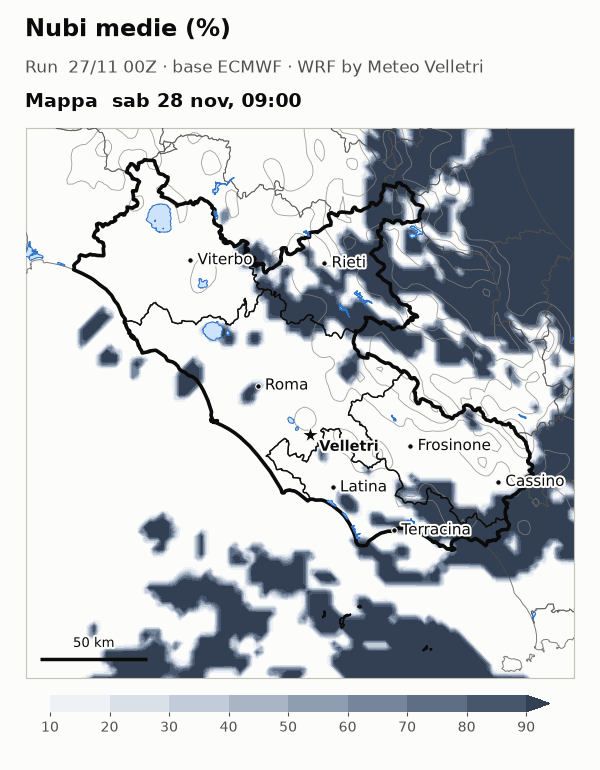 Nubi medie (%)
Run 27/11 00Z · base ECMWF · WRF by Meteo Velletri
Mappa sab 28 nov, 09:00
Viterbo
Rieti
Roma
Velletri
Frosinone
Latina
Cassino
Terracina
50 km
10 20 30 40 50 60 70 80 90